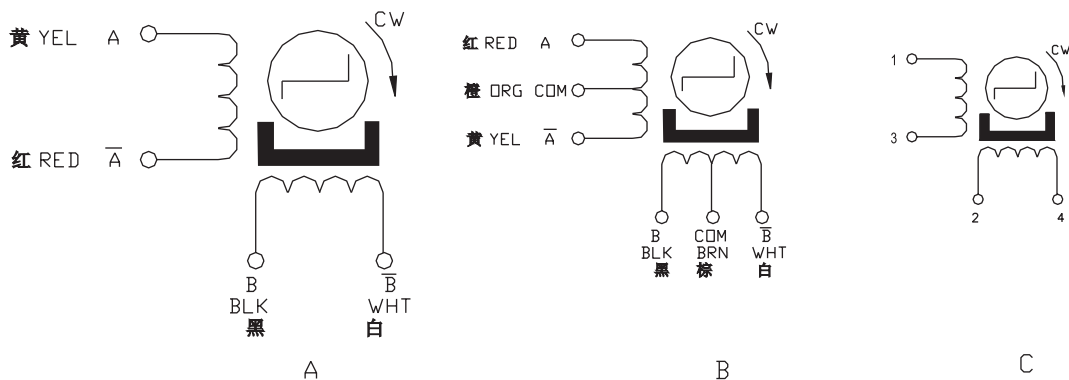 黄 YEL A
红 RED A
CW
B
BLK
黑
B
WHT
白
A
红 RED A
橙 ORG COM
黄 YEL A
CW
B
BLK
黑
COM
BRN
棕
B
WHT
白
B
1
3
CW
2
4
C